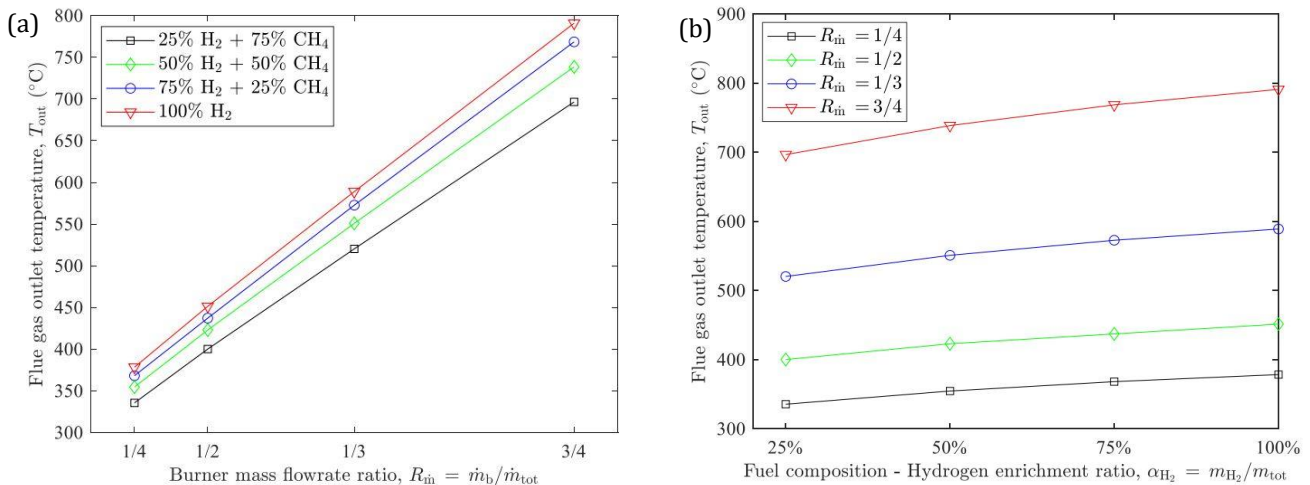 (a)
800
750
700
650
600
550
500
450
400
350
300
Flue gas outlet temperature, T_out (°C)
25% H₂ + 75% CH₄
50% H₂ + 50% CH₄
75% H₂ + 25% CH₄
100% H₂
1/4 1/2 1/3 3/4
Burner mass flowrate ratio, R_ṁ = ṁ_b/ṁ_tot
(b)
900
800
700
600
500
400
300
Flue gas outlet temperature, T_out (°C)
R_ṁ = 1/4
R_ṁ = 1/2
R_ṁ = 1/3
R_ṁ = 3/4
25% 50% 75% 100%
Fuel composition - Hydrogen enrichment ratio, α_H₂ = m_H₂/m_tot